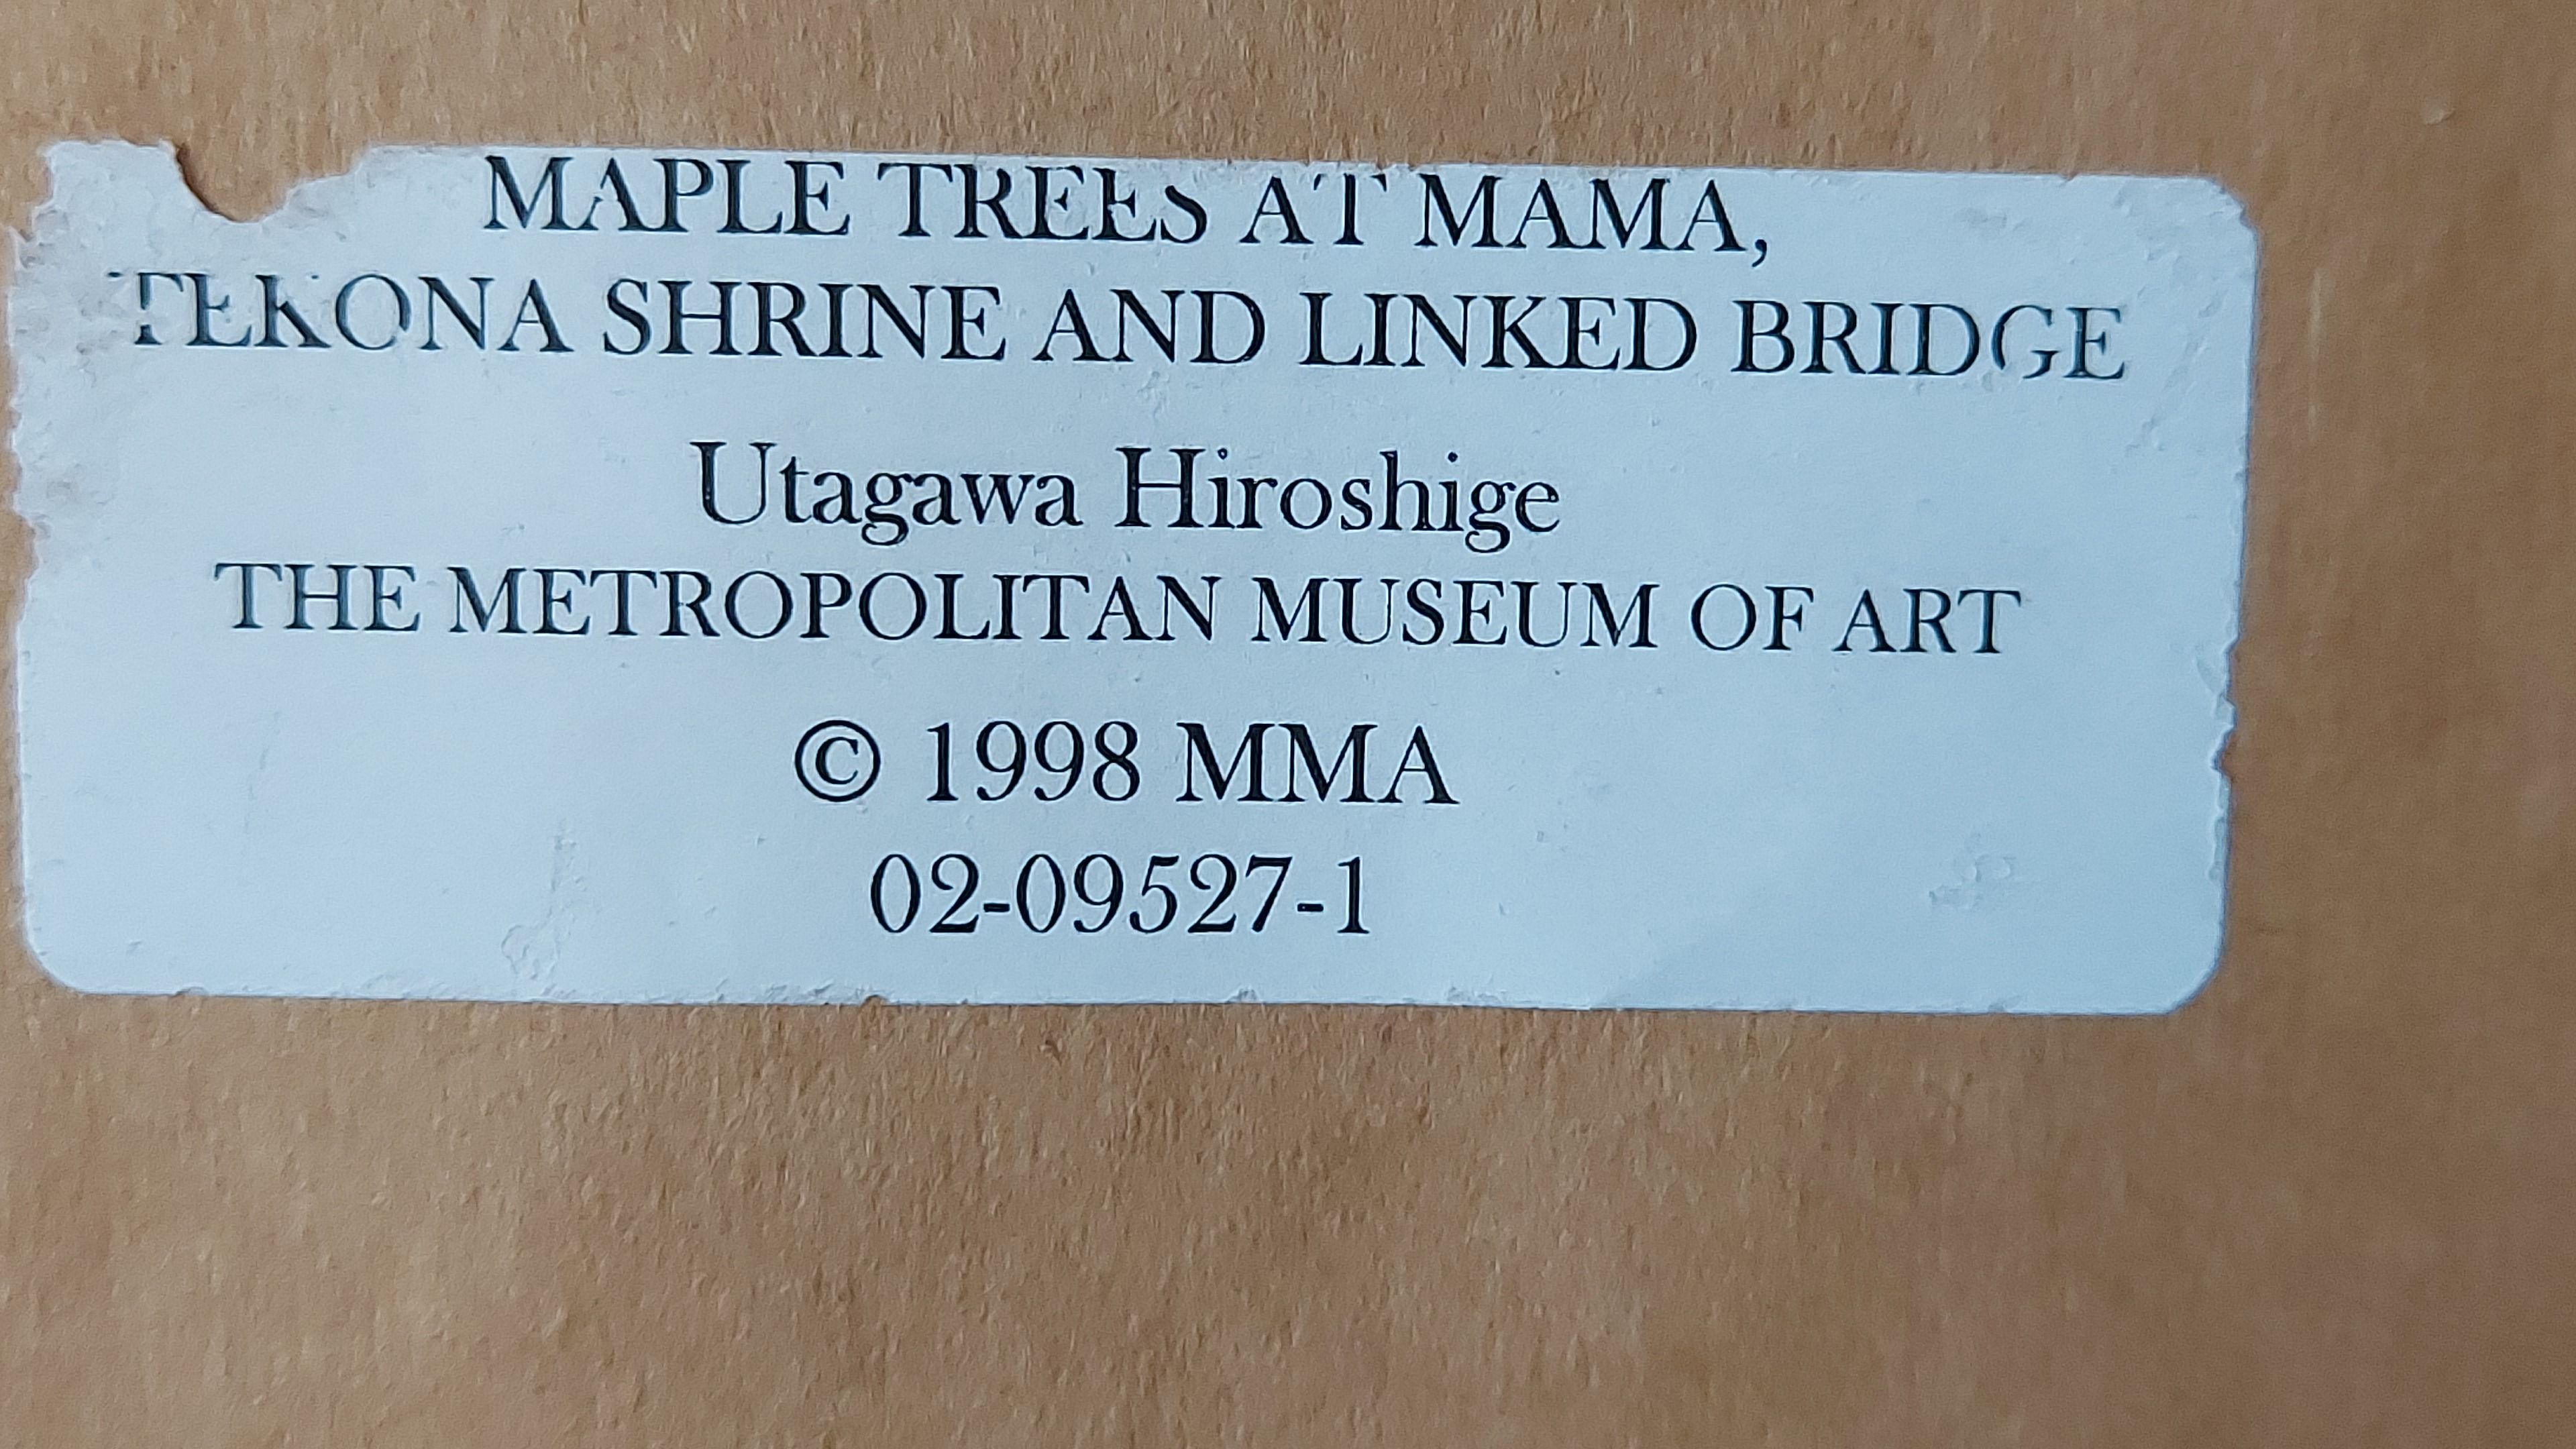 MAPLE TREES AT MAMA,
TEKONA SHRINE AND LINKED BRIDGE
Utagawa Hiroshige
THE METROPOLITAN MUSEUM OF ART
© 1998 MMA
02-09527-1